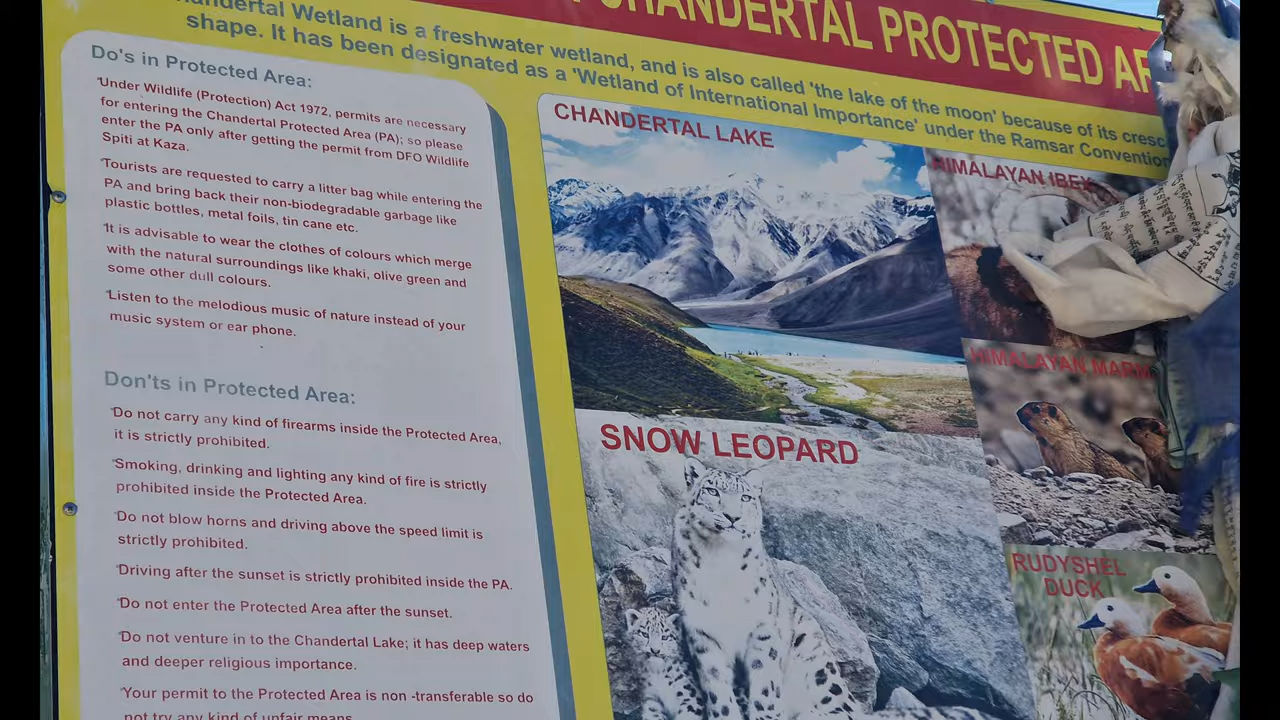 CHANDERTAL PROTECTED
Wetland is a freshwater wetland, and is also called 'the lake of the moon' because of its
shape. It has been designated as a 'Wetland of International Importance' under the Ramsar Convention
Do's in Protected Area:
'Under Wildlife (Protection) Act 1972, permits are necessary
for entering the Chandertal Protected Area (PA); so please
enter the PA only after getting the permit from DFO Wildlife
Spiti at Kaza.
'Tourists are requested to carry a litter bag while entering the
PA and bring back their non-biodegradable garbage like
plastic bottles, metal foils, tin cane etc.
'It is advisable to wear the clothes of colours which merge
with the natural surroundings like khaki, olive green and
some other dull colours.
'Listen to the melodious music of nature instead of your
music system or ear phone.
Don'ts in Protected Area:
'Do not carry any kind of firearms inside the Protected Area,
it is strictly prohibited.
'Smoking, drinking and lighting any kind of fire is strictly
prohibited inside the Protected Area.
'Do not blow horns and driving above the speed limit is
strictly prohibited.
'Driving after the sunset is strictly prohibited inside the PA.
'Do not enter the Protected Area after the sunset.
'Do not venture in to the Chandertal Lake; it has deep waters
and deeper religious importance.
'Your permit to the Protected Area is non -transferable so do
not try any kind of unfair means
CHANDERTAL LAKE
HIMALAYAN IBEX
SNOW LEOPARD
HIMALAYAN
RUDYSHEL
DUCK